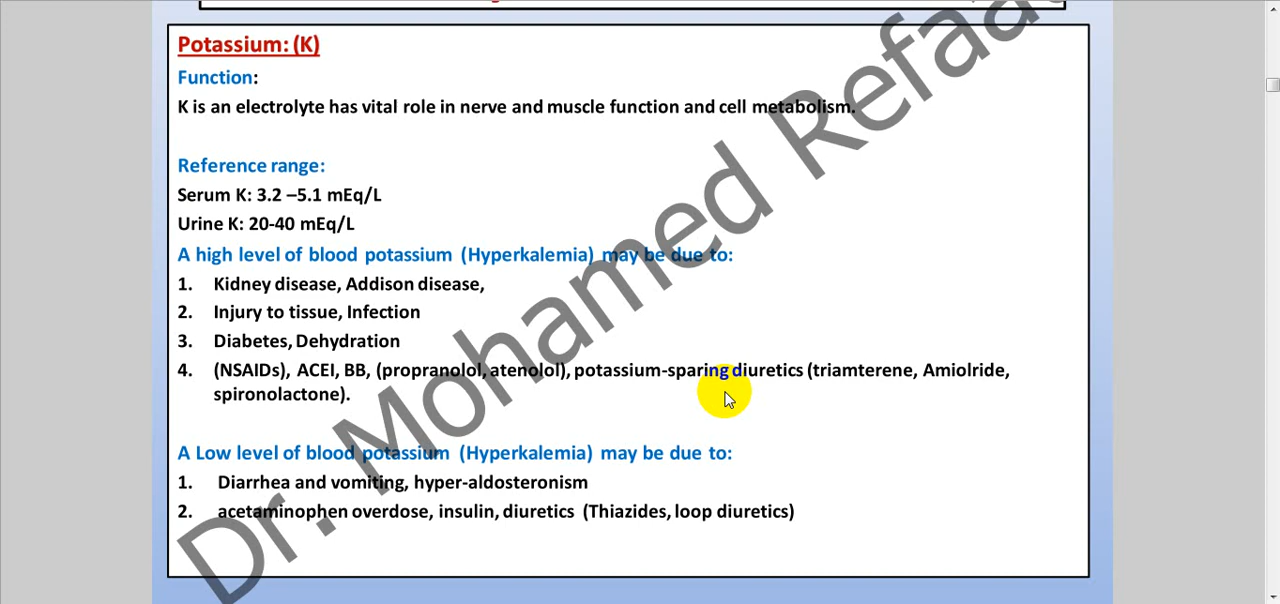 Potassium: (K)
Function:
K is an electrolyte has vital role in nerve and muscle function and cell metabolism.
Reference range:
Serum K: 3.2 –5.1 mEq/L
Urine K: 20-40 mEq/L
A high level of blood potassium (Hyperkalemia) may be due to:
1. Kidney disease, Addison disease,
2. Injury to tissue, Infection
3. Diabetes, Dehydration
4. (NSAIDs), ACEI, BB, (propranolol, atenolol), potassium-sparing diuretics (triamterene, Amiolride,
spironolactone).
A Low level of blood potassium (Hyperkalemia) may be due to:
1. Diarrhea and vomiting, hyper-aldosteronism
2. acetaminophen overdose, insulin, diuretics (Thiazides, loop diuretics)
Dr. Mohamed Refaa